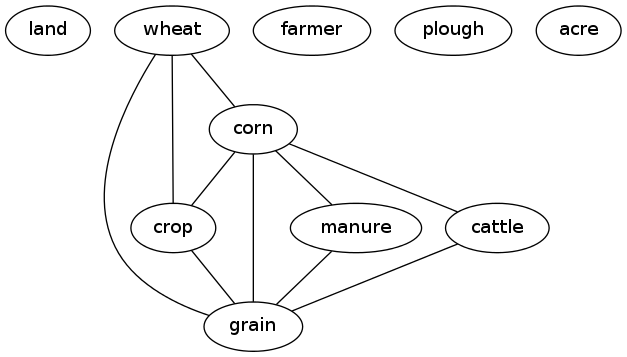 land
wheat
farmer
plough
acre
corn
crop
manure
cattle
grain